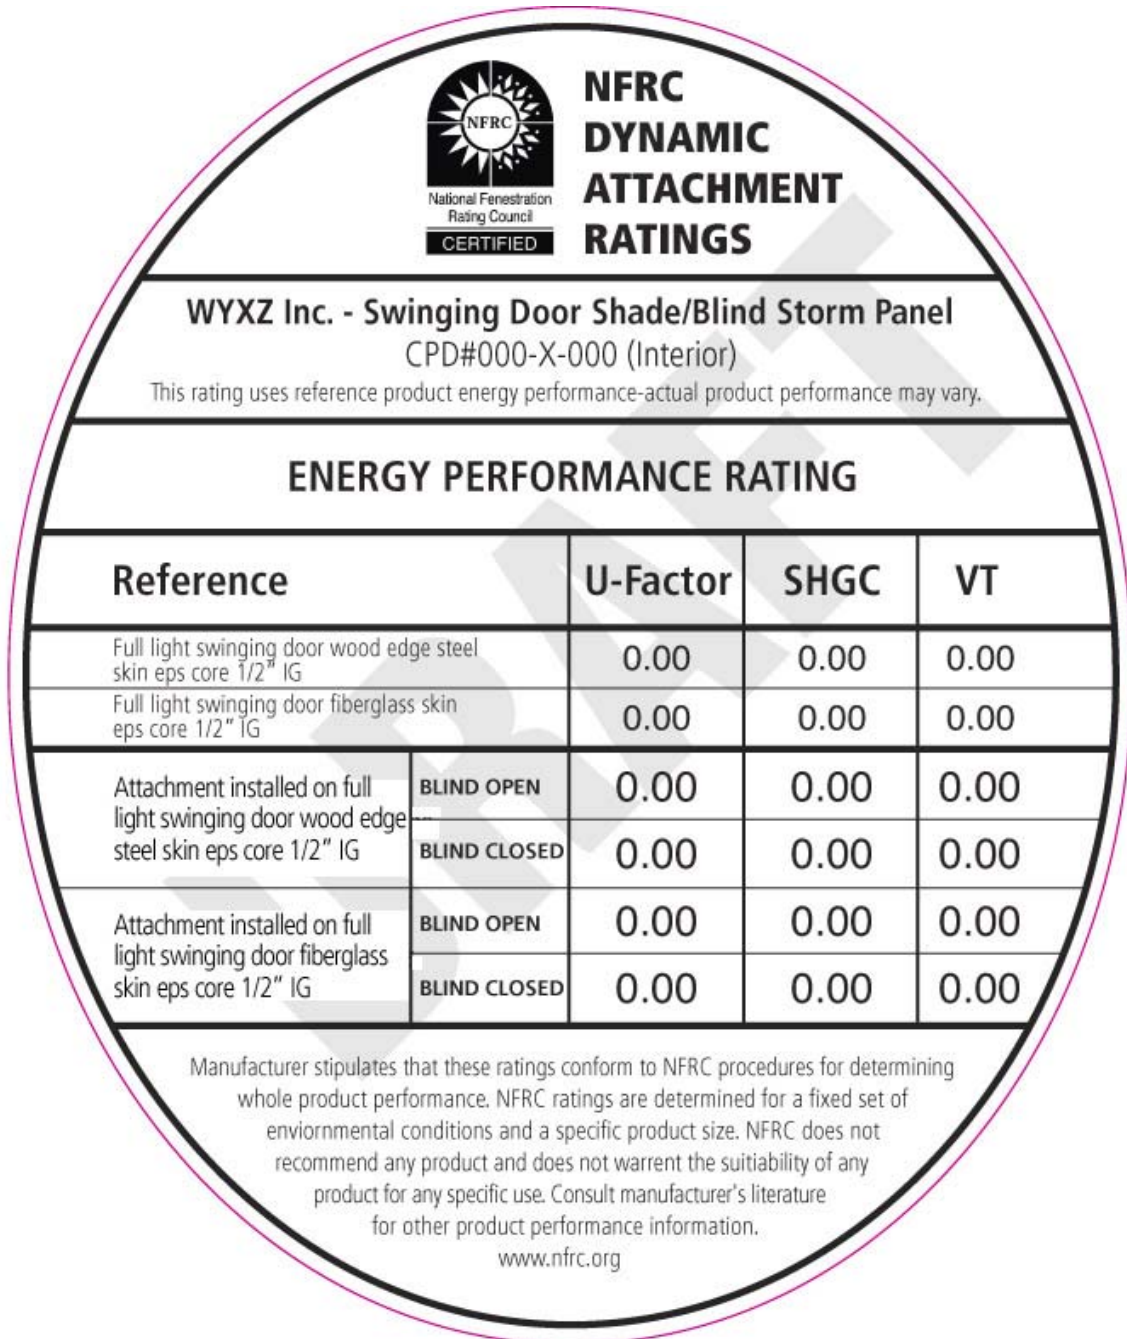 NFRC
National Fenestration
Rating Council
CERTIFIED
NFRC
DYNAMIC
ATTACHMENT
RATINGS
WYXZ Inc. - Swinging Door Shade/Blind Storm Panel
CPD#000-X-000 (Interior)
This rating uses reference product energy performance-actual product performance may vary.
ENERGY PERFORMANCE RATING
Reference U-Factor SHGC VT
Full light swinging door wood edge steel
skin eps core 1/2" IG
0.00 0.00 0.00
Full light swinging door fiberglass skin
eps core 1/2" IG
0.00 0.00 0.00
Attachment installed on full
light swinging door wood edge
steel skin eps core 1/2" IG
BLIND OPEN 0.00 0.00 0.00
BLIND CLOSED 0.00 0.00 0.00
Attachment installed on full
light swinging door fiberglass
skin eps core 1/2" IG
BLIND OPEN 0.00 0.00 0.00
BLIND CLOSED 0.00 0.00 0.00
Manufacturer stipulates that these ratings conform to NFRC procedures for determining
whole product performance. NFRC ratings are determined for a fixed set of
enviornmental conditions and a specific product size. NFRC does not
recommend any product and does not warrent the suitiability of any
product for any specific use. Consult manufacturer's literature
for other product performance information.
www.nfrc.org
DRAFT